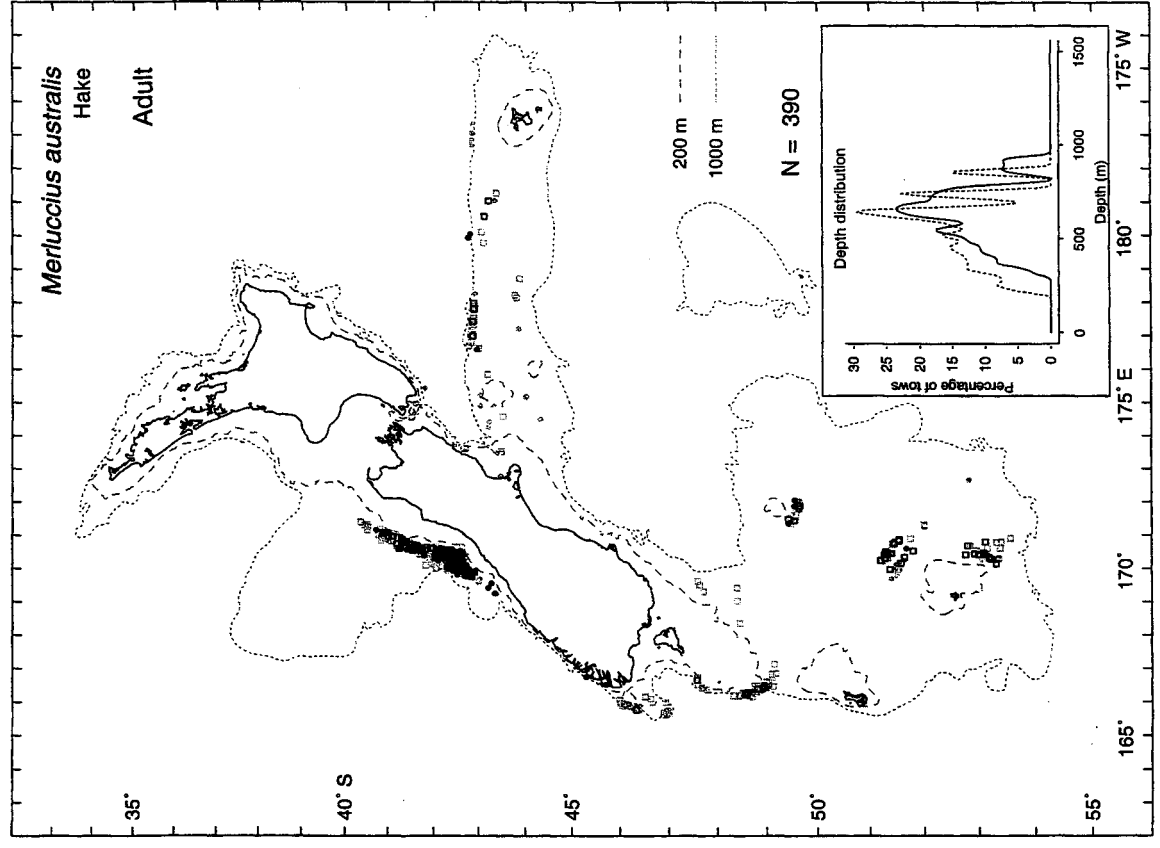 Merluccius australis
Hake
Adult
35°
40° S
45°
50°
55°
165°
170°
175° E
180°
175° W
200 m
1000 m
N = 390
Depth distribution
Percentage of tows
30
25
20
15
10
5
0
0
500
1000
1500
Depth (m)